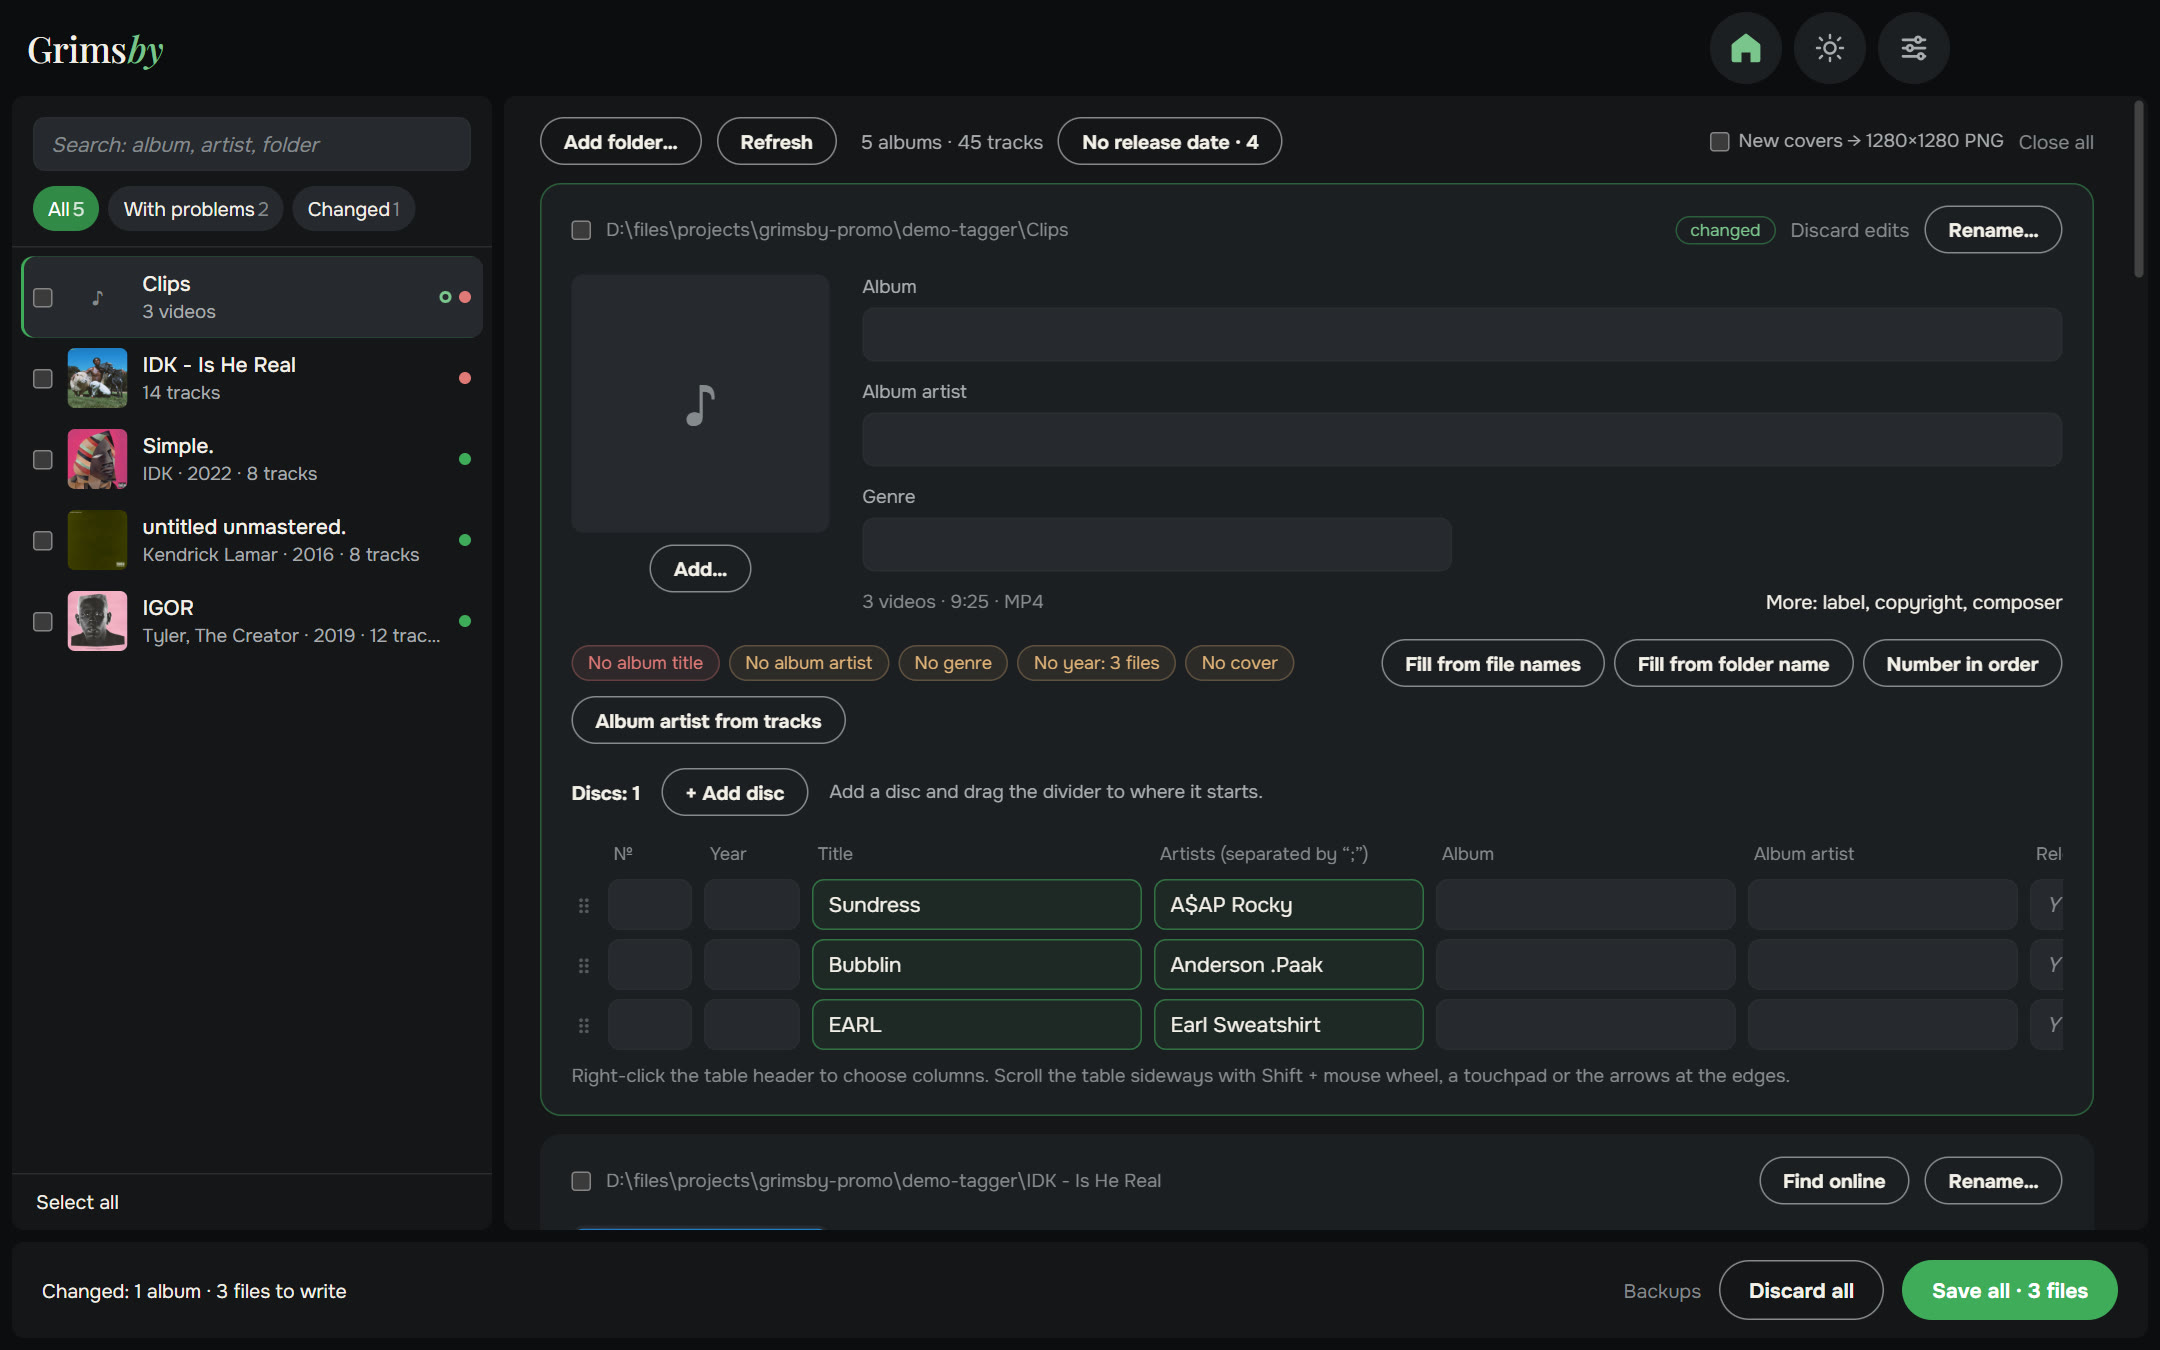 Grimsby
Search: album, artist, folder
All 5
With problems 2
Changed 1
Clips
3 videos
IDK - Is He Real
14 tracks
Simple.
IDK · 2022 · 8 tracks
untitled unmastered.
Kendrick Lamar · 2016 · 8 tracks
IGOR
Tyler, The Creator · 2019 · 12 trac...
Select all
Add folder...
Refresh
5 albums · 45 tracks
No release date · 4
New covers → 1280×1280 PNG
Close all
D:\files\projects\grimsby-promo\demo-tagger\Clips
changed
Discard edits
Rename...
Album
Album artist
Genre
Add...
3 videos · 9:25 · MP4
More: label, copyright, composer
No album title
No album artist
No genre
No year: 3 files
No cover
Fill from file names
Fill from folder name
Number in order
Album artist from tracks
Discs: 1
+ Add disc
Add a disc and drag the divider to where it starts.
Nº Year Title Artists (separated by “;”) Album Album artist Rel
Sundress A$AP Rocky Y
Bubblin Anderson .Paak Y
EARL Earl Sweatshirt Y
Right-click the table header to choose columns. Scroll the table sideways with Shift + mouse wheel, a touchpad or the arrows at the edges.
D:\files\projects\grimsby-promo\demo-tagger\IDK - Is He Real
Find online
Rename...
Changed: 1 album · 3 files to write
Backups
Discard all
Save all · 3 files